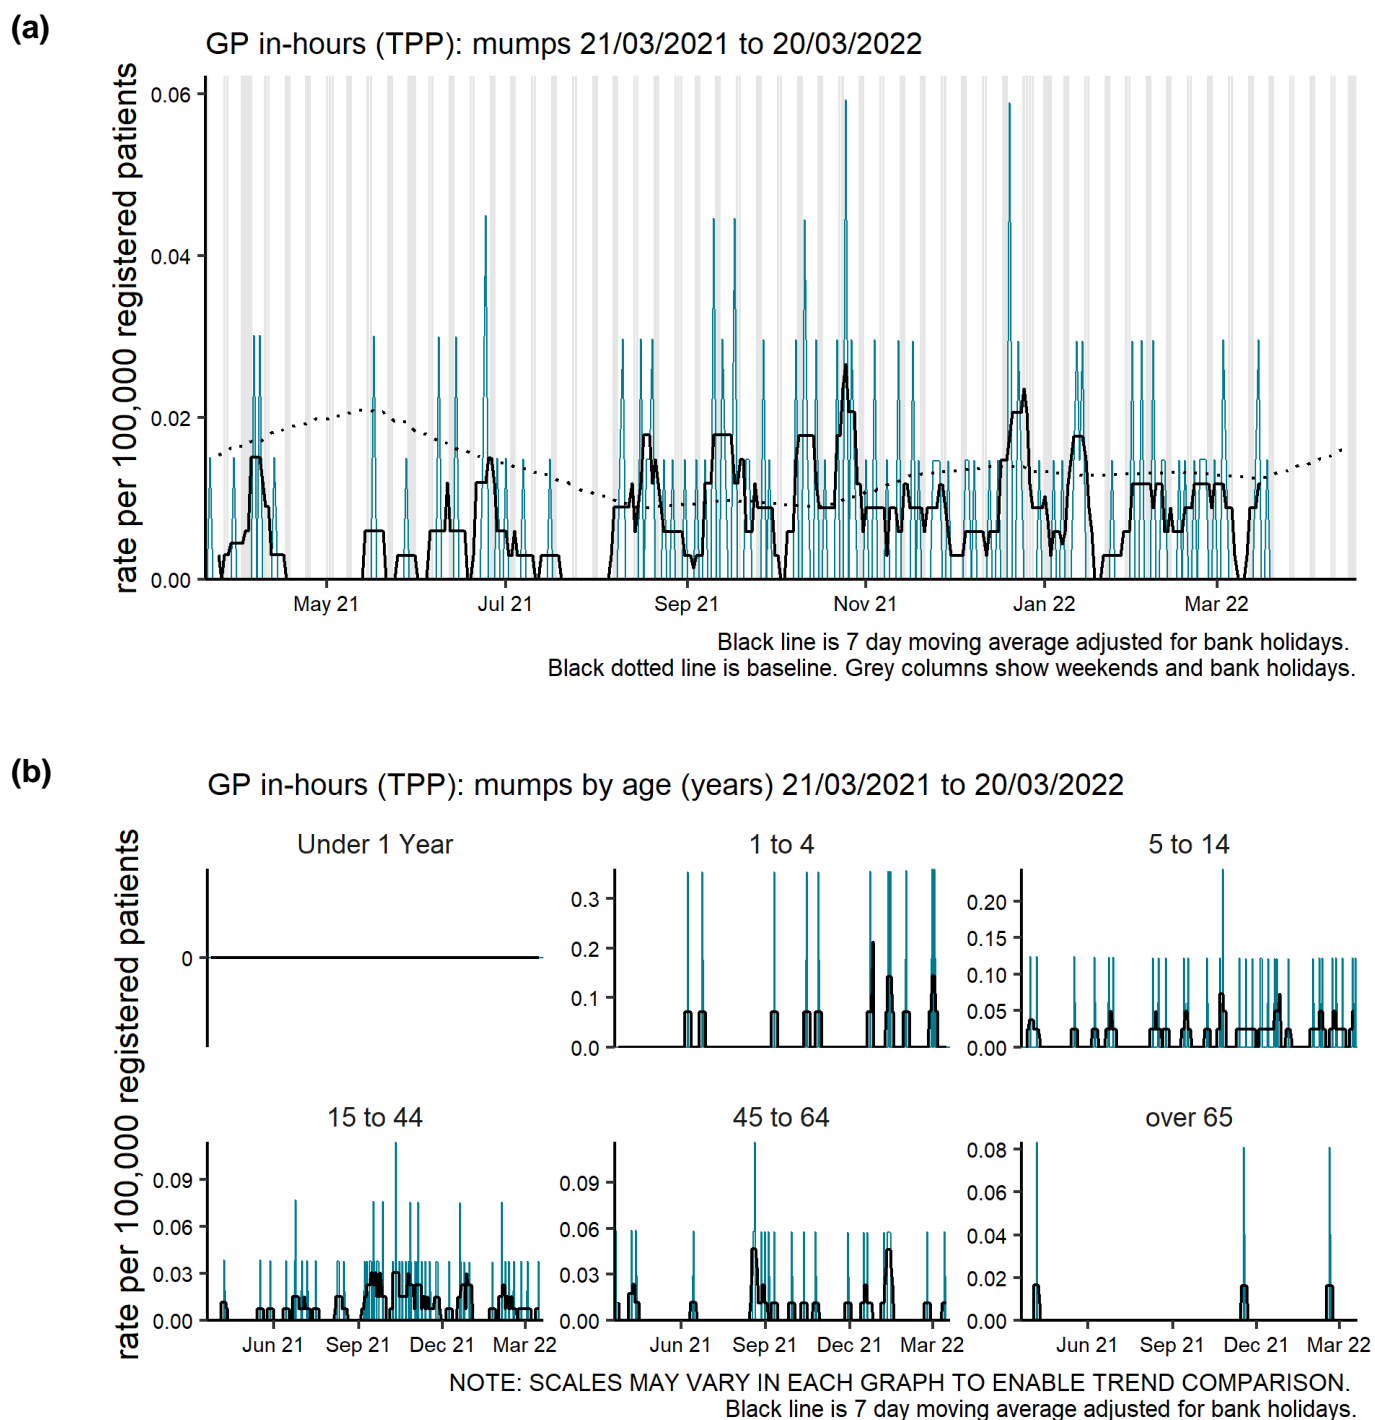 (a)
GP in-hours (TPP): mumps 21/03/2021 to 20/03/2022
rate per 100,000 registered patients
0.06
0.04
0.02
0.00
May 21 Jul 21 Sep 21 Nov 21 Jan 22 Mar 22
Black line is 7 day moving average adjusted for bank holidays.
Black dotted line is baseline. Grey columns show weekends and bank holidays.
(b)
GP in-hours (TPP): mumps by age (years) 21/03/2021 to 20/03/2022
rate per 100,000 registered patients
Under 1 Year
0
1 to 4
0.3
0.2
0.1
0.0
5 to 14
0.20
0.15
0.10
0.05
0.00
15 to 44
0.09
0.06
0.03
0.00
Jun 21 Sep 21 Dec 21 Mar 22
45 to 64
0.09
0.06
0.03
0.00
Jun 21 Sep 21 Dec 21 Mar 22
over 65
0.08
0.06
0.04
0.02
0.00
Jun 21 Sep 21 Dec 21 Mar 22
NOTE: SCALES MAY VARY IN EACH GRAPH TO ENABLE TREND COMPARISON.
Black line is 7 day moving average adjusted for bank holidays.